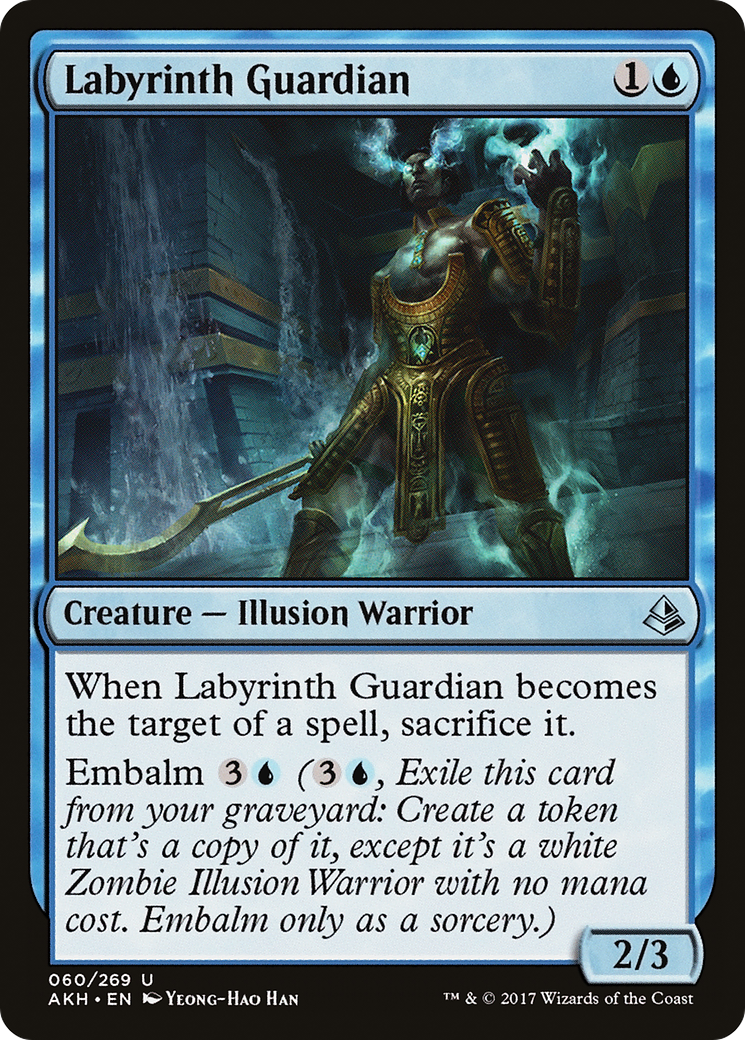 Labyrinth Guardian 1
Creature — Illusion Warrior
When Labyrinth Guardian becomes
the target of a spell, sacrifice it.
Embalm 3 (3, Exile this card
from your graveyard: Create a token
that's a copy of it, except it's a white
Zombie Illusion Warrior with no mana
cost. Embalm only as a sorcery.)
2/3
060/269 U
AKH • EN Yeong-Hao Han
™ & © 2017 Wizards of the Coast